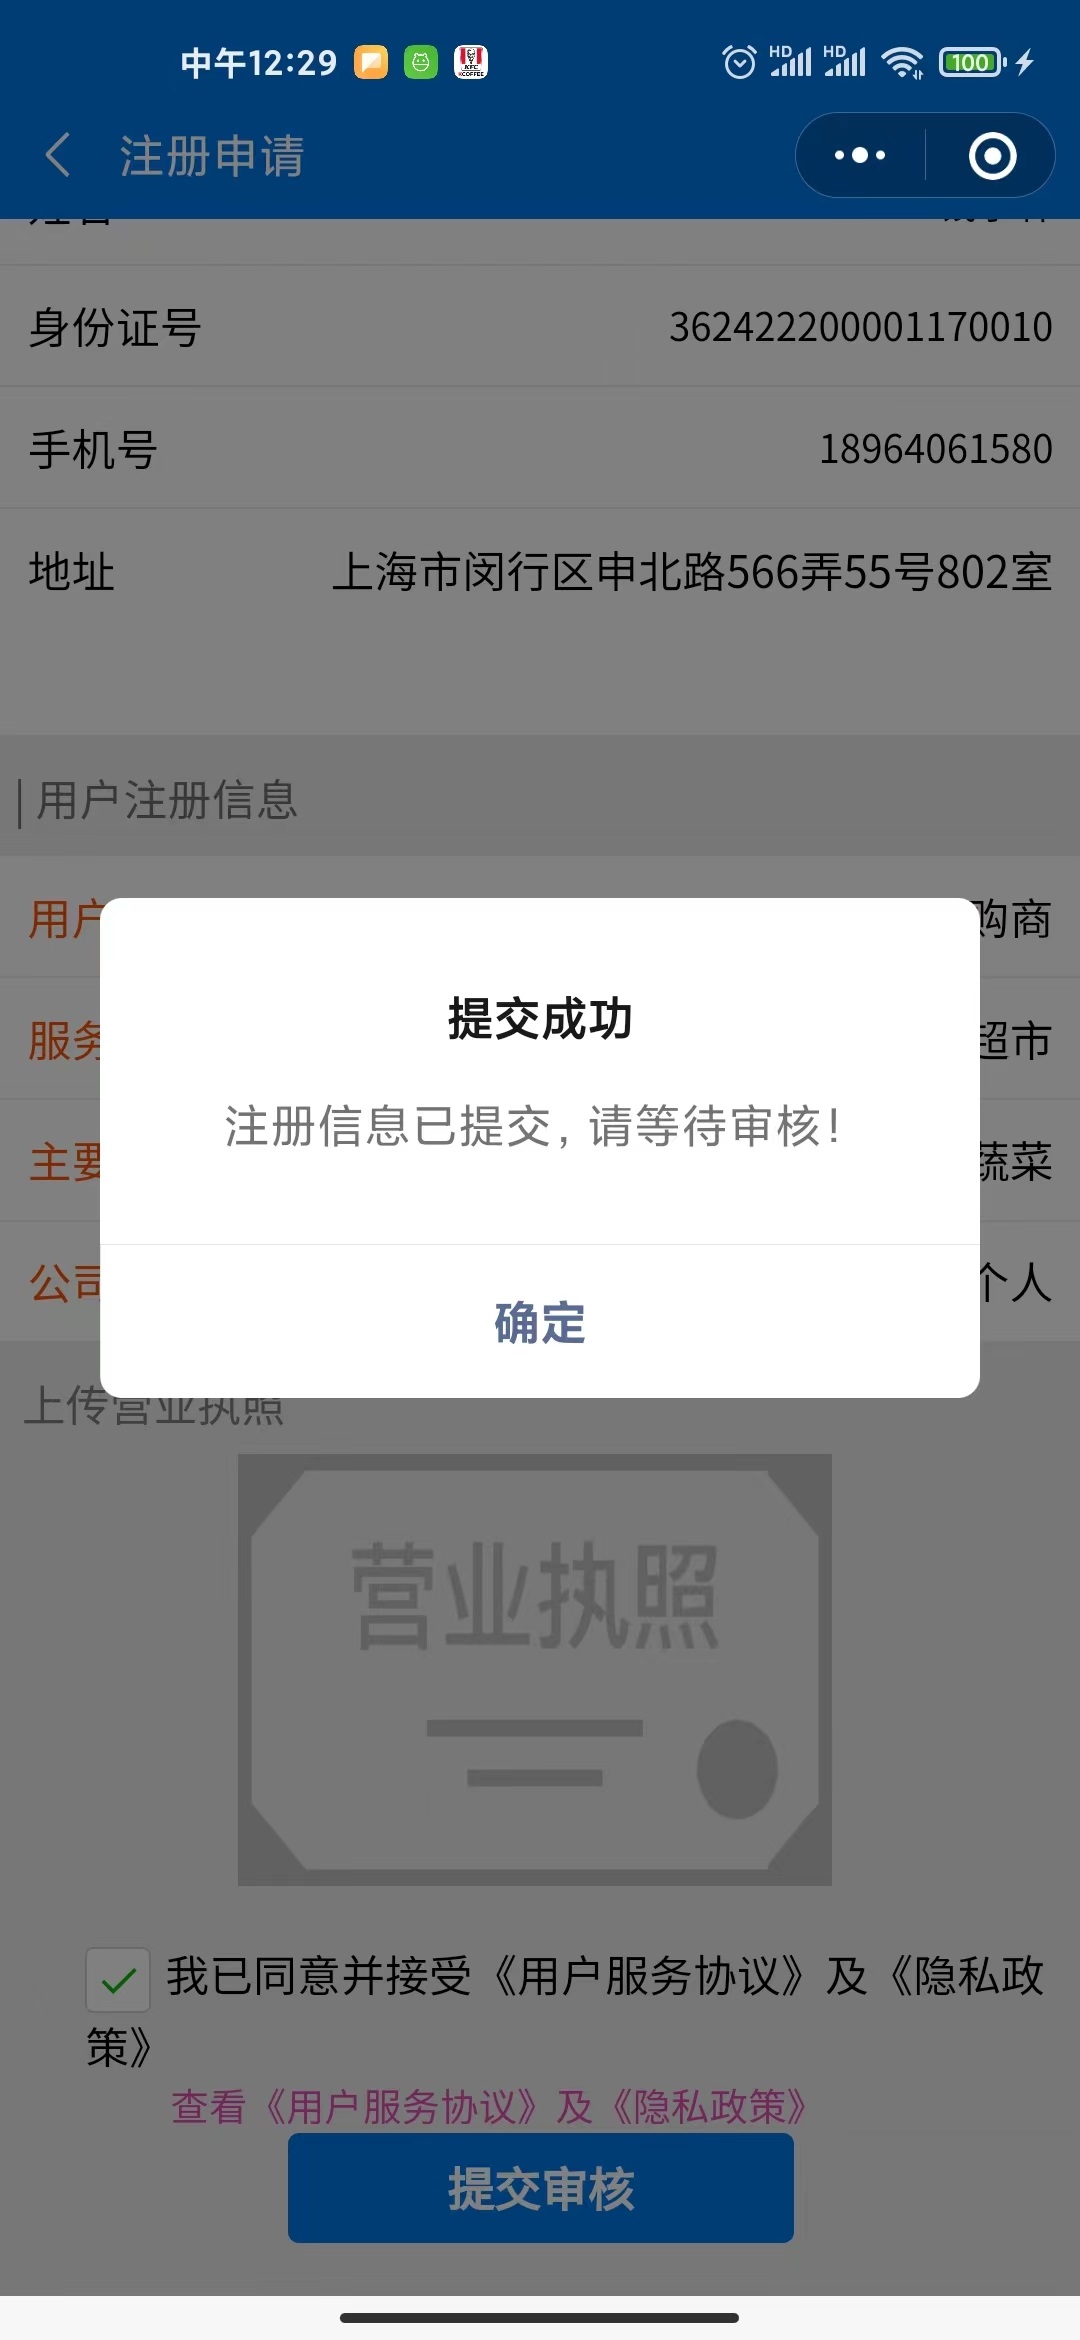 中午12:29
KFC
KCOFFEE
HD
HD
100
注册申请
身份证号 362422200001170010
手机号 18964061580
地址 上海市闵行区申北路566弄55号802室
用户注册信息
用户 购商
服务 超市
主要 蔬菜
公司 个人
提交成功
注册信息已提交，请等待审核！
确定
上传营业执照
营业执照
我已同意并接受《用户服务协议》及《隐私政
策》
查看《用户服务协议》及《隐私政策》
提交审核